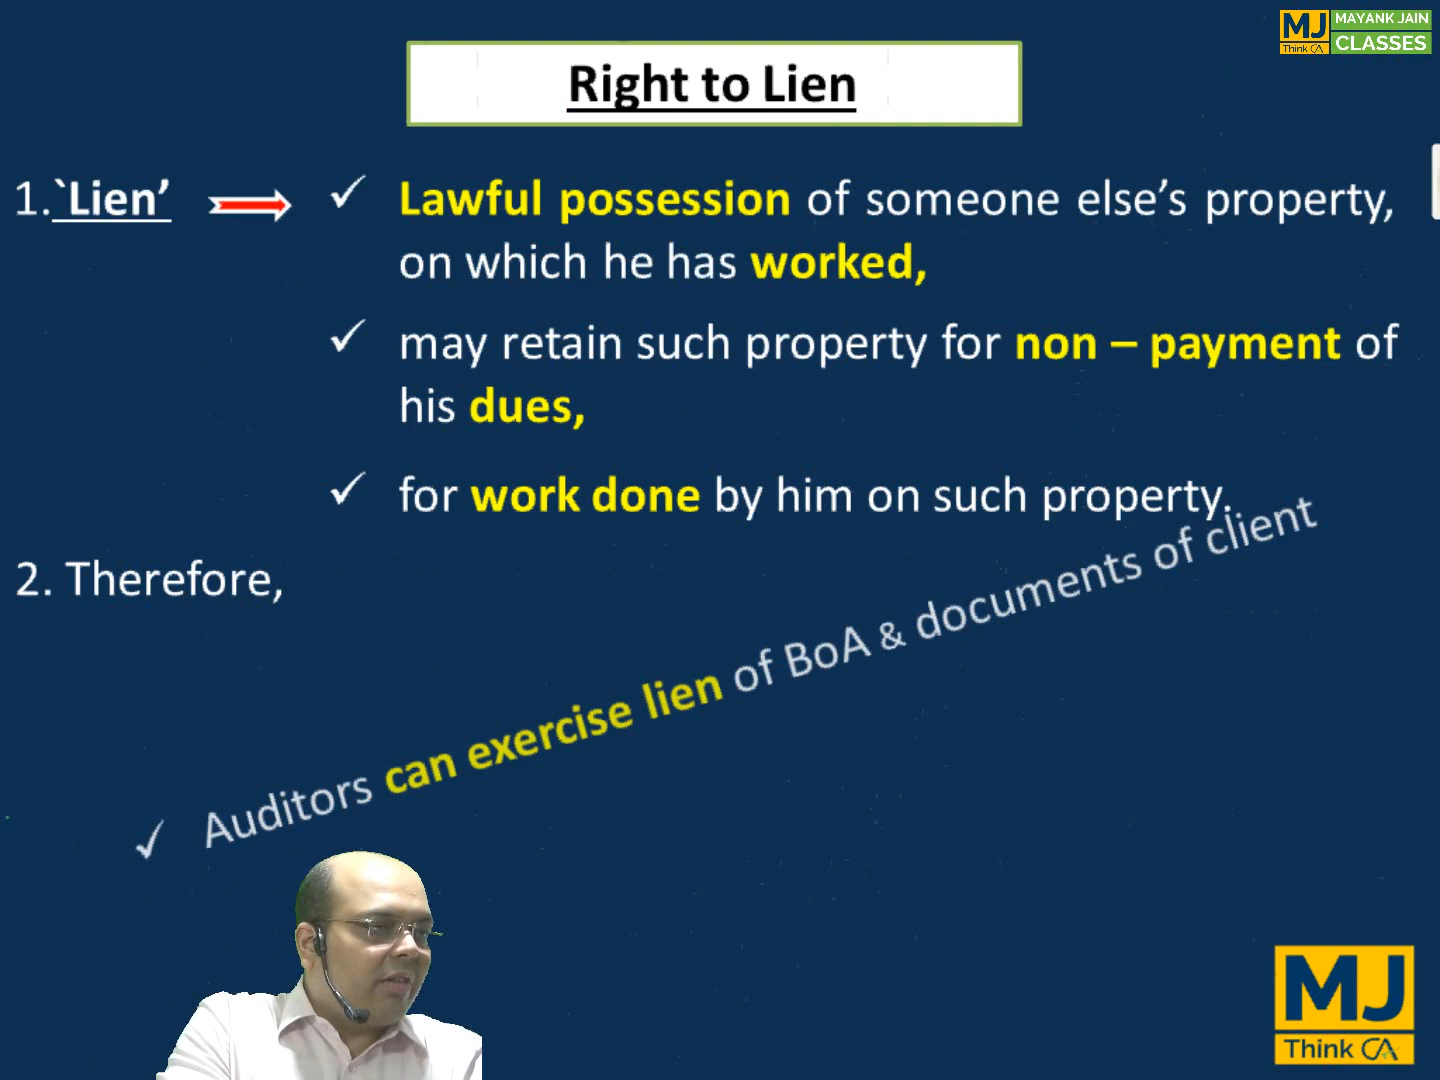 MJ
Think CA
MAYANK JAIN
CLASSES
Right to Lien
1.`Lien’
✓ Lawful possession of someone else’s property,
on which he has worked,
✓ may retain such property for non – payment of
his dues,
✓ for work done by him on such property.
2. Therefore,
✓ Auditors can exercise lien of BoA & documents of client
MJ
Think CA